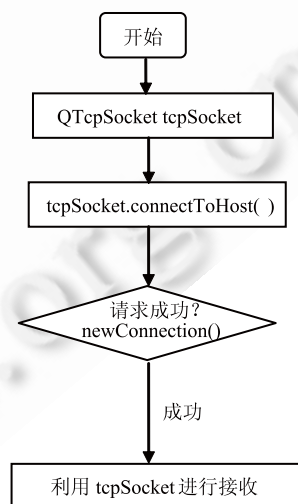 开始
QTcpSocket tcpSocket
tcpSocket.connectToHost( )
请求成功?
newConnection()
成功
利用 tcpSocket 进行接收